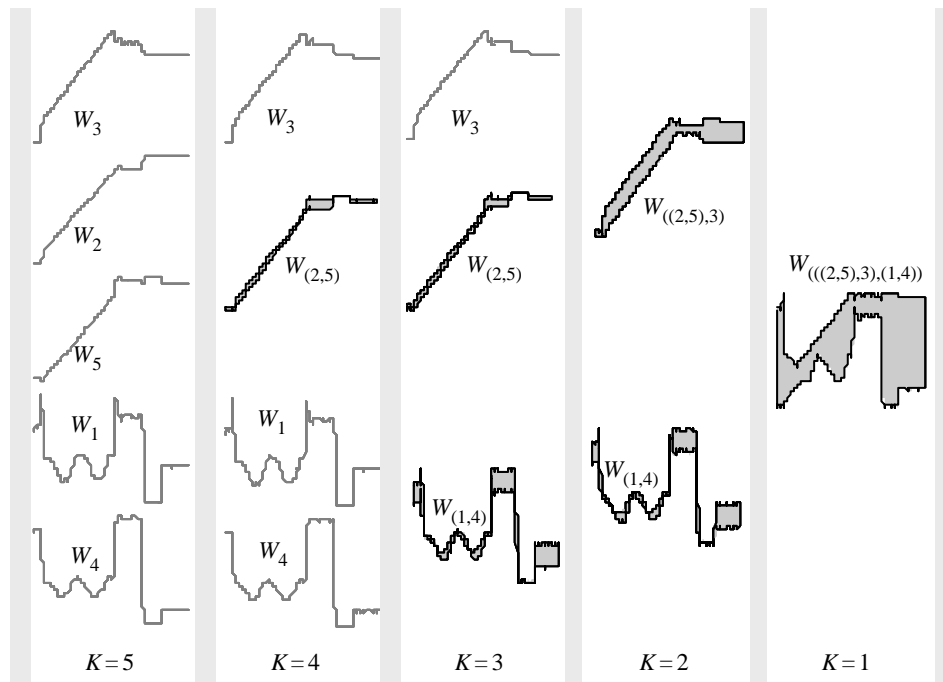 W₃
W₂
W₅
W₁
W₄
K = 5
W₃
W₍₂,₅₎
W₁
W₄
K = 4
W₃
W₍₂,₅₎
W₍₁,₄₎
K = 3
W₍₍₂,₅₎,₃₎
W₍₁,₄₎
K = 2
W₍₍₍₂,₅₎,₃₎,₍₁,₄₎₎
K = 1